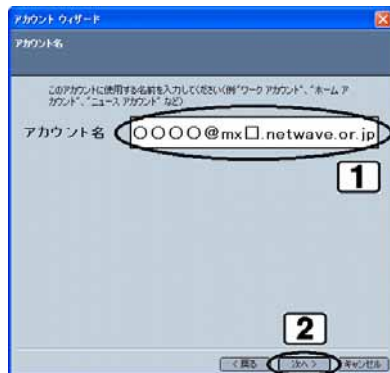 アカウント ウィザード
アカウント名
このアカウントに使用する名前を入力してください(例 "ワーク アカウント"、"ホーム ア
カウント"、"ニュース アカウント" など)
アカウント名 ○○○○@mx□.netwave.or.jp
1
2
< 戻る 次へ > キャンセル